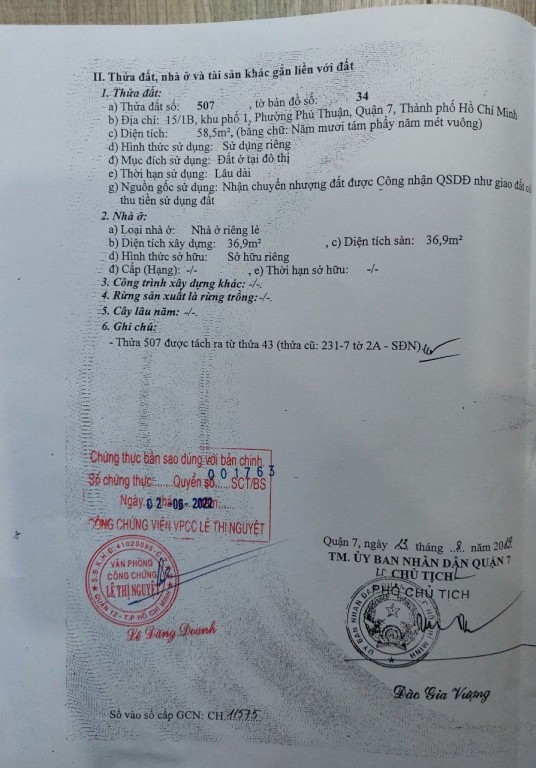 II. Thửa đất, nhà ở và tài sản khác gắn liền với đất
1. Thửa đất:
a) Thửa đất số: 507 , tờ bản đồ số: 34
b) Địa chỉ: 15/1B, khu phố 1, Phường Phú Thuận, Quận 7, Thành phố Hồ Chí Minh
c) Diện tích: 58,5m², (bằng chữ: Năm mươi tám phẩy năm mét vuông)
d) Hình thức sử dụng: Sử dụng riêng
đ) Mục đích sử dụng: Đất ở tại đô thị
e) Thời hạn sử dụng: Lâu dài
g) Nguồn gốc sử dụng: Nhận chuyển nhượng đất được Công nhận QSDĐ như giao đất có
thu tiền sử dụng đất
2. Nhà ở:
a) Loại nhà ở: Nhà ở riêng lẻ
b) Diện tích xây dựng: 36,9m² , c) Diện tích sàn: 36,9m²
d) Hình thức sở hữu: Sở hữu riêng
đ) Cấp (Hạng): -/- , e) Thời hạn sở hữu: -/-
3. Công trình xây dựng khác: -/-.
4. Rừng sản xuất là rừng trồng: -/-.
5. Cây lâu năm: -/-.
6. Ghi chú:
- Thửa 507 được tách ra từ thửa 43 (thửa cũ: 231-7 tờ 2A - SĐN)
Chứng thực bản sao đúng với bản chính
001763
Số chứng thực:...... Quyển số...... SCT/BS
Ngày 02 -06- 2022
CÔNG CHỨNG VIÊN VPCC LÊ THỊ NGUYỆT
VĂN PHÒNG
CÔNG CHỨNG
LÊ THỊ NGUYỆT
QUẬN 12 - T.P HỒ CHÍ MINH
Lê Đăng Doanh
Quận 7, ngày 13 tháng 8 năm 2013
TM. ỦY BAN NHÂN DÂN QUẬN 7
CHỦ TỊCH
PHÓ CHỦ TỊCH
Đào Gia Vượng
Số vào sổ cấp GCN: CH.11575